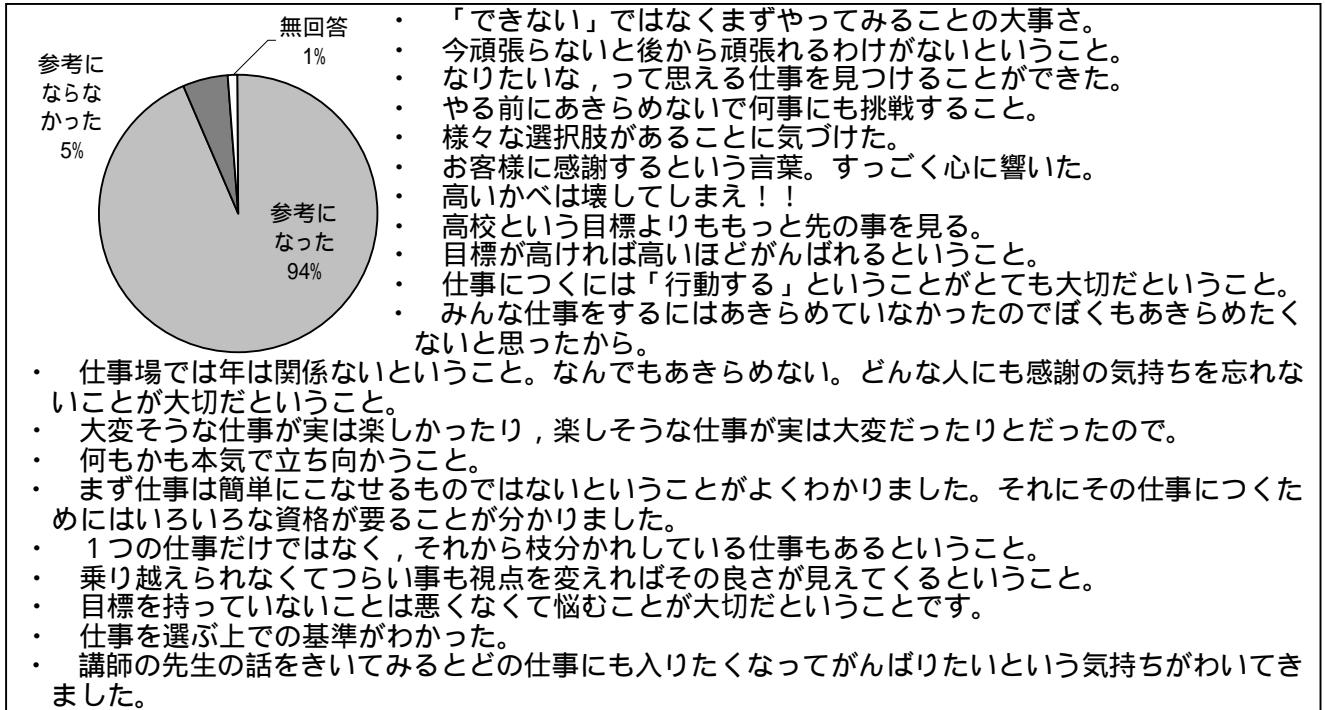 無回答
1%
参考に
ならな
かった
5%
参考に
なった
94%
・　「できない」ではなくまずやってみることの大事さ。
・　今頑張らないと後から頑張れるわけがないということ。
・　なりたいな，って思える仕事を見つけることができた。
・　やる前にあきらめないで何事にも挑戦すること。
・　様々な選択肢があることに気づけた。
・　お客様に感謝するという言葉。すっごく心に響いた。
・　高いかべは壊してしまえ！！
・　高校という目標よりももっと先の事を見る。
・　目標が高ければ高いほどがんばれるということ。
・　仕事につくには「行動する」ということがとても大切だということ。
・　みんな仕事をするにはあきらめていなかったのでぼくもあきらめたく
ないと思ったから。
・　仕事場では年は関係ないということ。なんでもあきらめない。どんな人にも感謝の気持ちを忘れな
いことが大切だということ。
・　大変そうな仕事が実は楽しかったり，楽しそうな仕事が実は大変だったりとだったので。
・　何もかも本気で立ち向かうこと。
・　まず仕事は簡単にこなせるものではないということがよくわかりました。それにその仕事につくた
めにはいろいろな資格が要ることが分かりました。
・　１つの仕事だけではなく，それから枝分かれしている仕事もあるということ。
・　乗り越えられなくてつらい事も視点を変えればその良さが見えてくるということ。
・　目標を持っていないことは悪くなくて悩むことが大切だということです。
・　仕事を選ぶ上での基準がわかった。
・　講師の先生の話をきいてみるとどの仕事にも入りたくなってがんばりたいという気持ちがわいてき
ました。